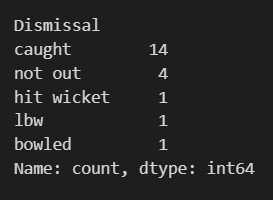 Dismissal
caught 14
not out 4
hit wicket 1
lbw 1
bowled 1
Name: count, dtype: int64